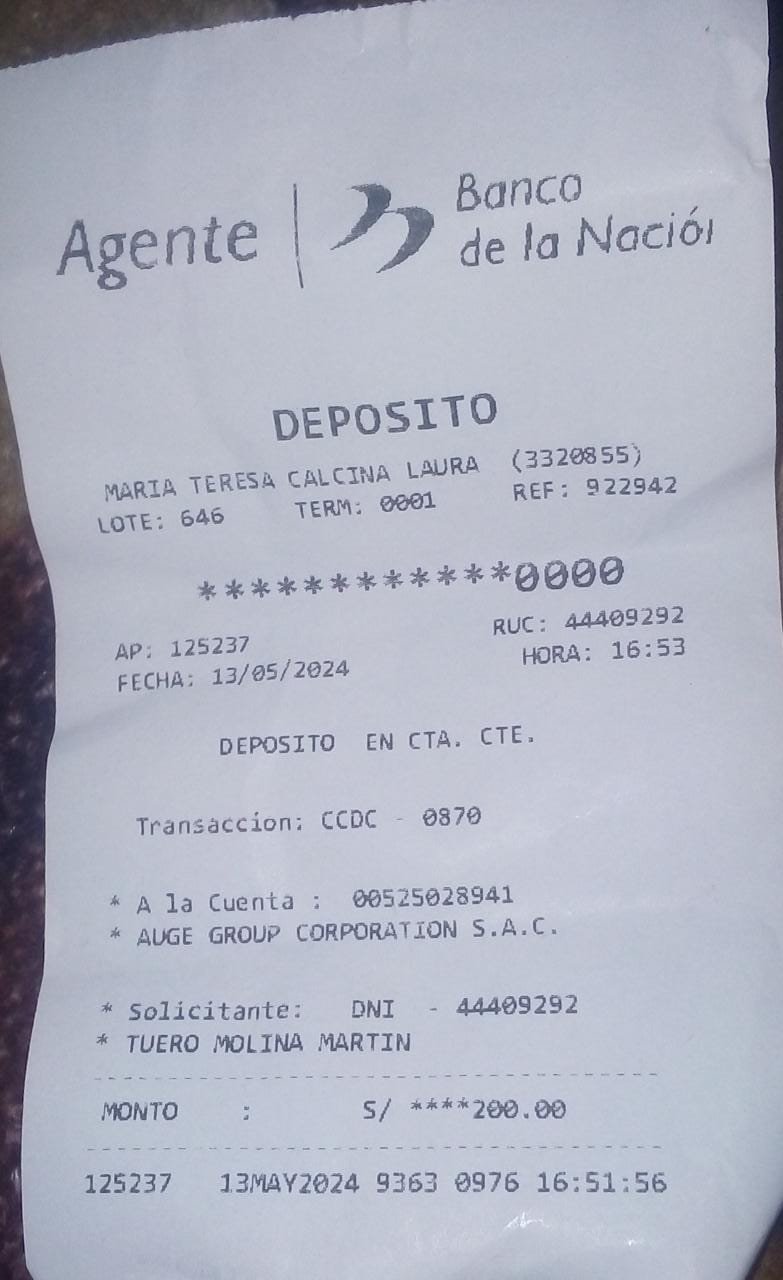 Agente | Banco
de la Nación
DEPOSITO
MARIA TERESA CALCINA LAURA (3320855)
LOTE: 646 TERM: 0001 REF: 922942
************0000
AP: 125237 RUC: 44409292
FECHA: 13/05/2024 HORA: 16:53
DEPOSITO EN CTA. CTE.
Transaccion: CCDC - 0870
* A la Cuenta : 00525028941
* AUGE GROUP CORPORATION S.A.C.
* Solicitante: DNI - 44409292
* TUERO MOLINA MARTIN
MONTO : S/ ****200.00
125237 13MAY2024 9363 0976 16:51:56